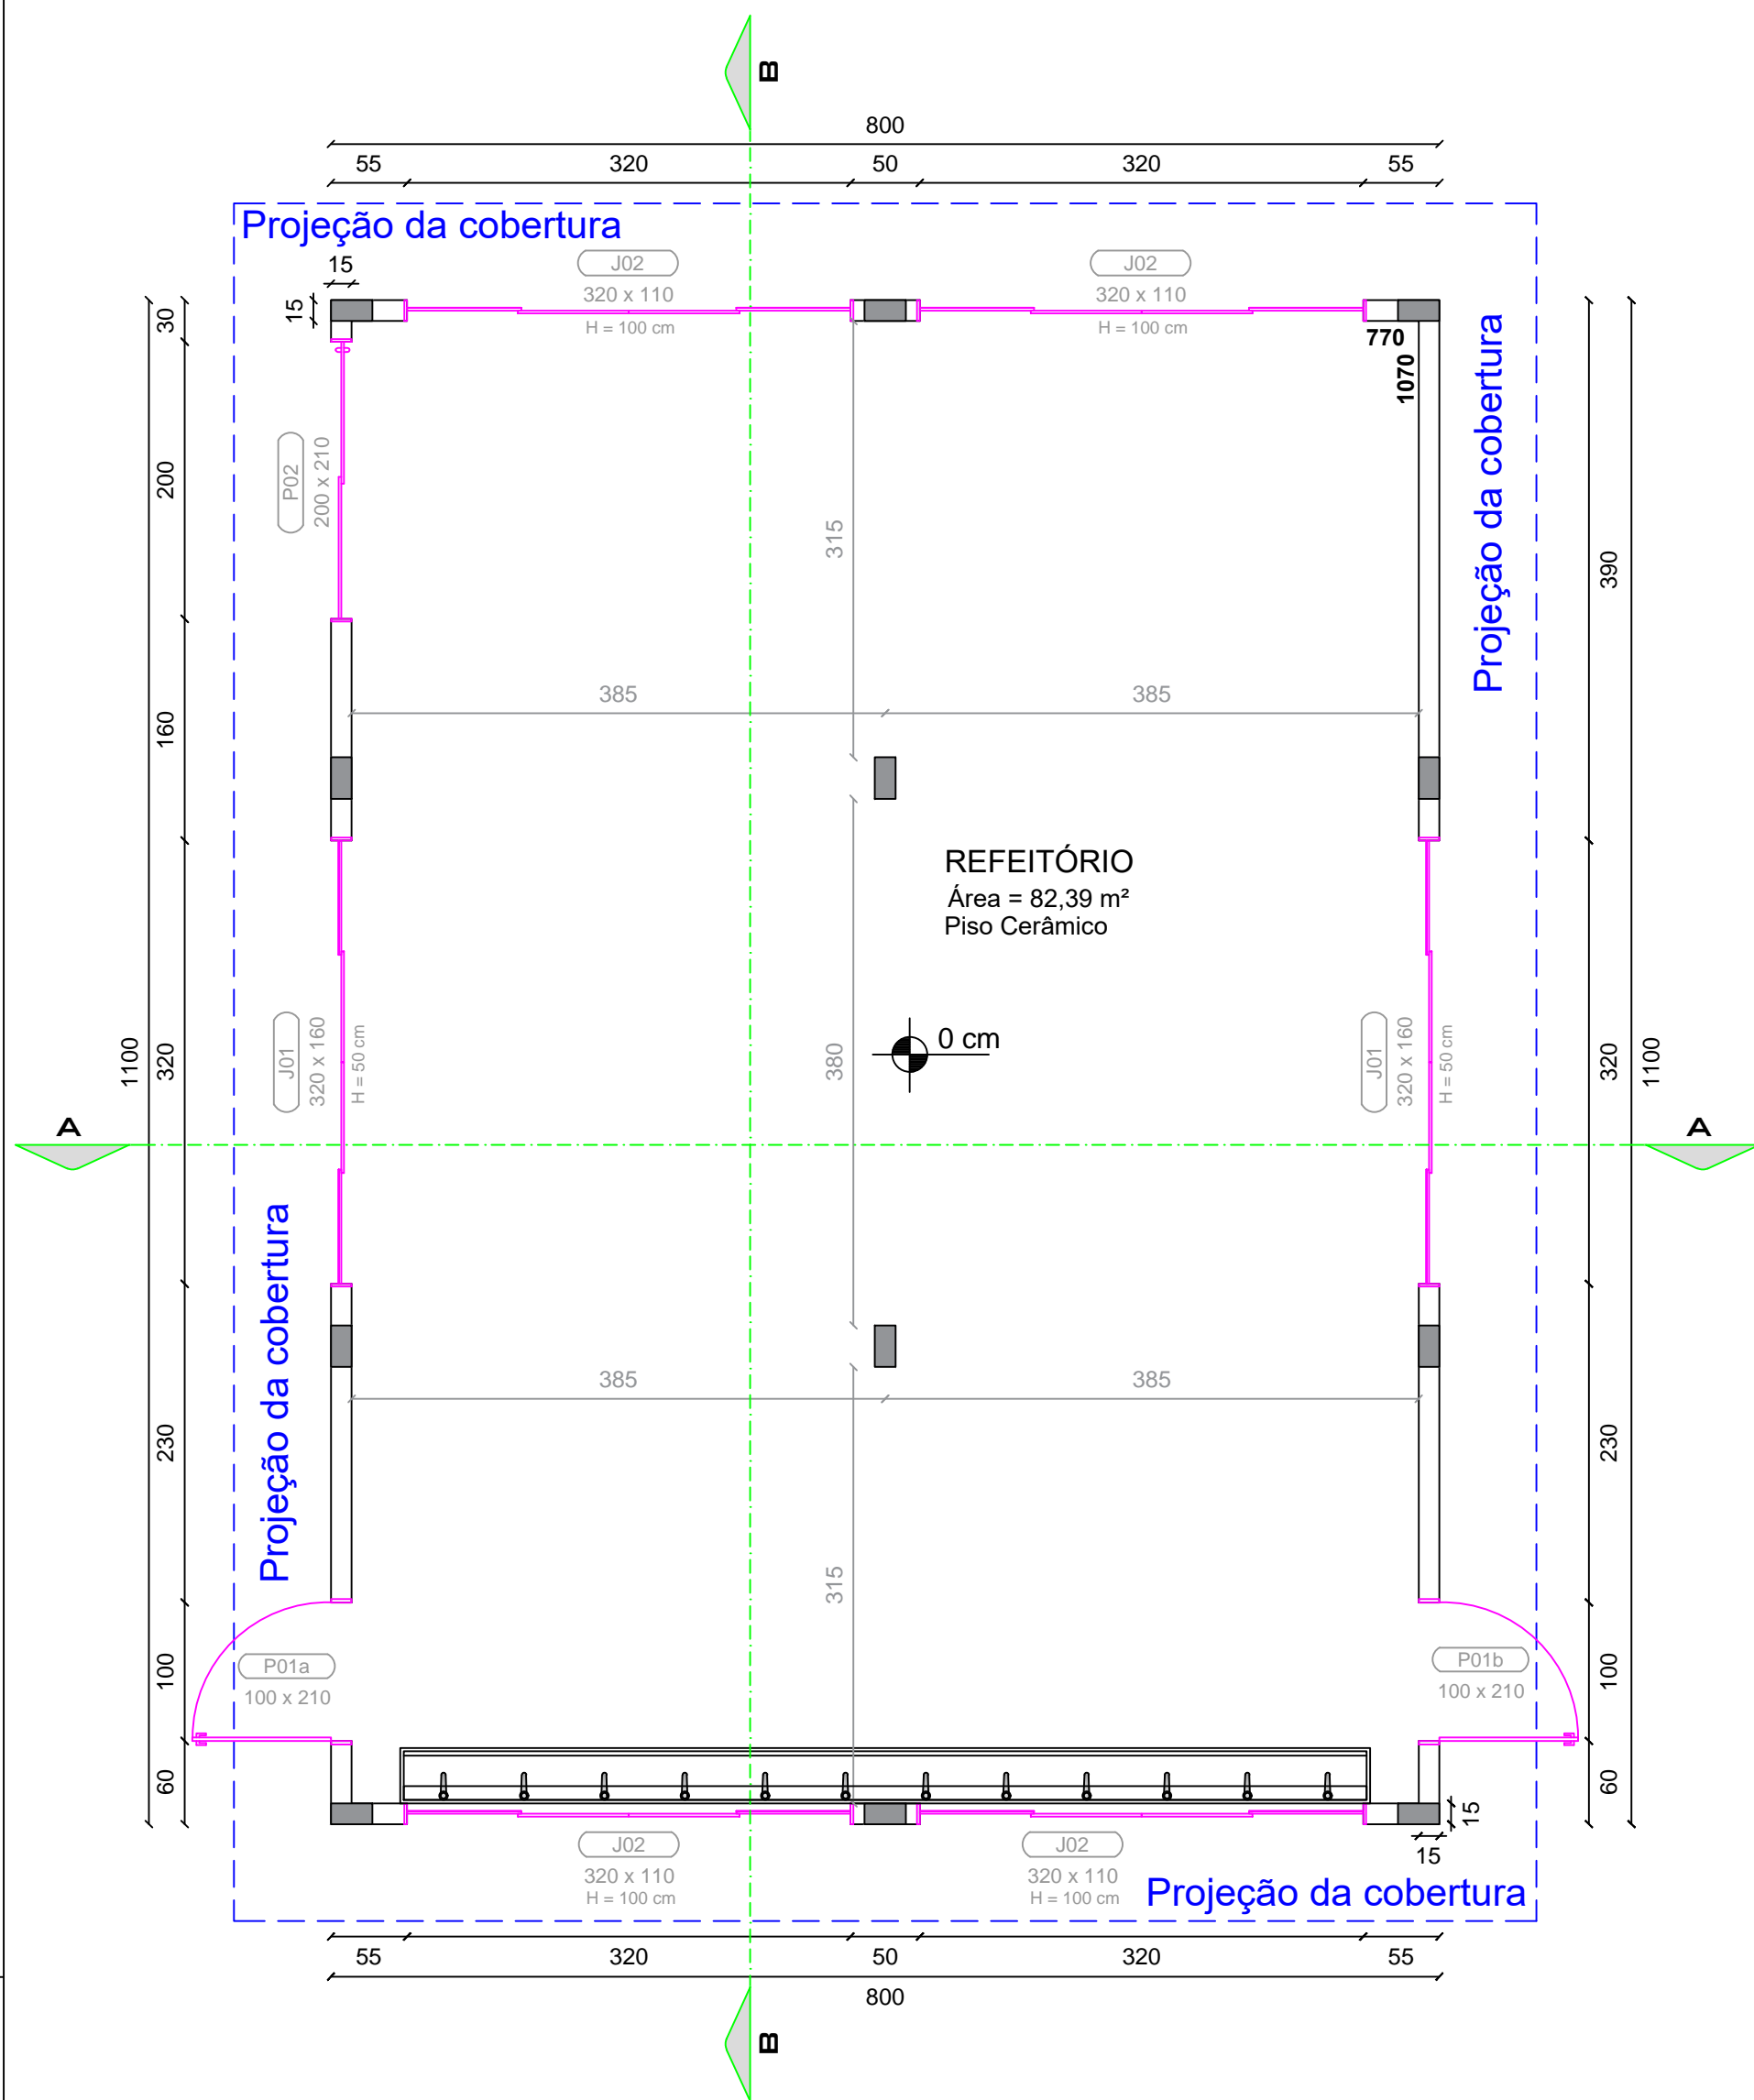 B
800
55 320 50 320 55
Projeção da cobertura
15
15
J02
320 x 110
H = 100 cm
J02
320 x 110
H = 100 cm
770
1070
Projeção da cobertura
30
200
160
320
230
100
60
1100
P02
200 x 210
315
385
385
390
320
230
100
60
1100
REFEITÓRIO
Área = 82,39 m²
Piso Cerâmico
0 cm
380
J01
320 x 160
H = 50 cm
J01
320 x 160
H = 50 cm
A
A
Projeção da cobertura
385
385
315
P01a
100 x 210
P01b
100 x 210
15
15
J02
320 x 110
H = 100 cm
J02
320 x 110
H = 100 cm
Projeção da cobertura
55 320 50 320 55
800
B